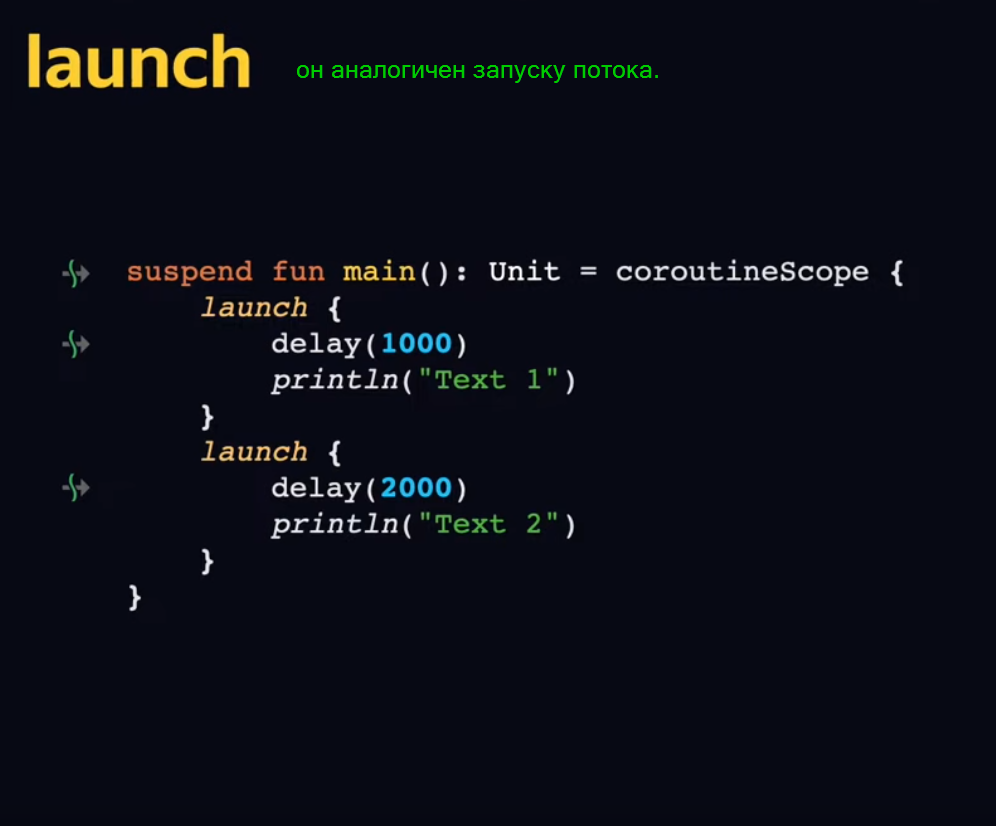 launch
он аналогичен запуску потока.
suspend fun main(): Unit = coroutineScope {
    launch {
        delay(1000)
        println("Text 1")
    }
    launch {
        delay(2000)
        println("Text 2")
    }
}